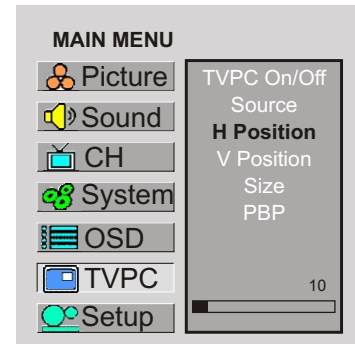 MAIN MENU
Picture
Sound
CH
System
OSD
TVPC
Setup
TVPC On/Off
Source
H Position
V Position
Size
PBP
10